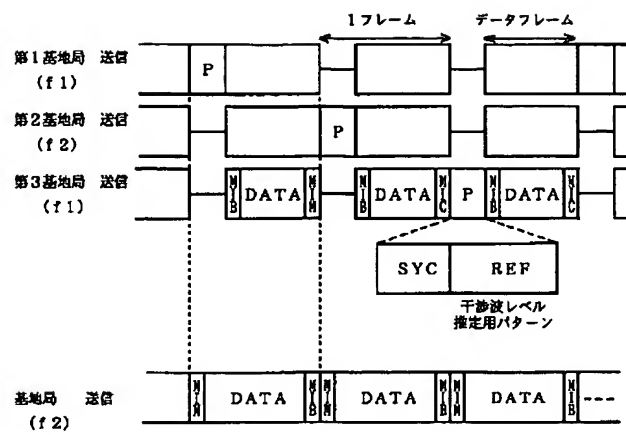 1フレーム データフレーム
第1基地局 送信
(f1)
P
第2基地局 送信
(f2)
P
第3基地局 送信
(f1)
DATA DATA P DATA
SYC REF
干渉波レベル
推定用パターン
基地局 送信
(f2)
DATA DATA DATA